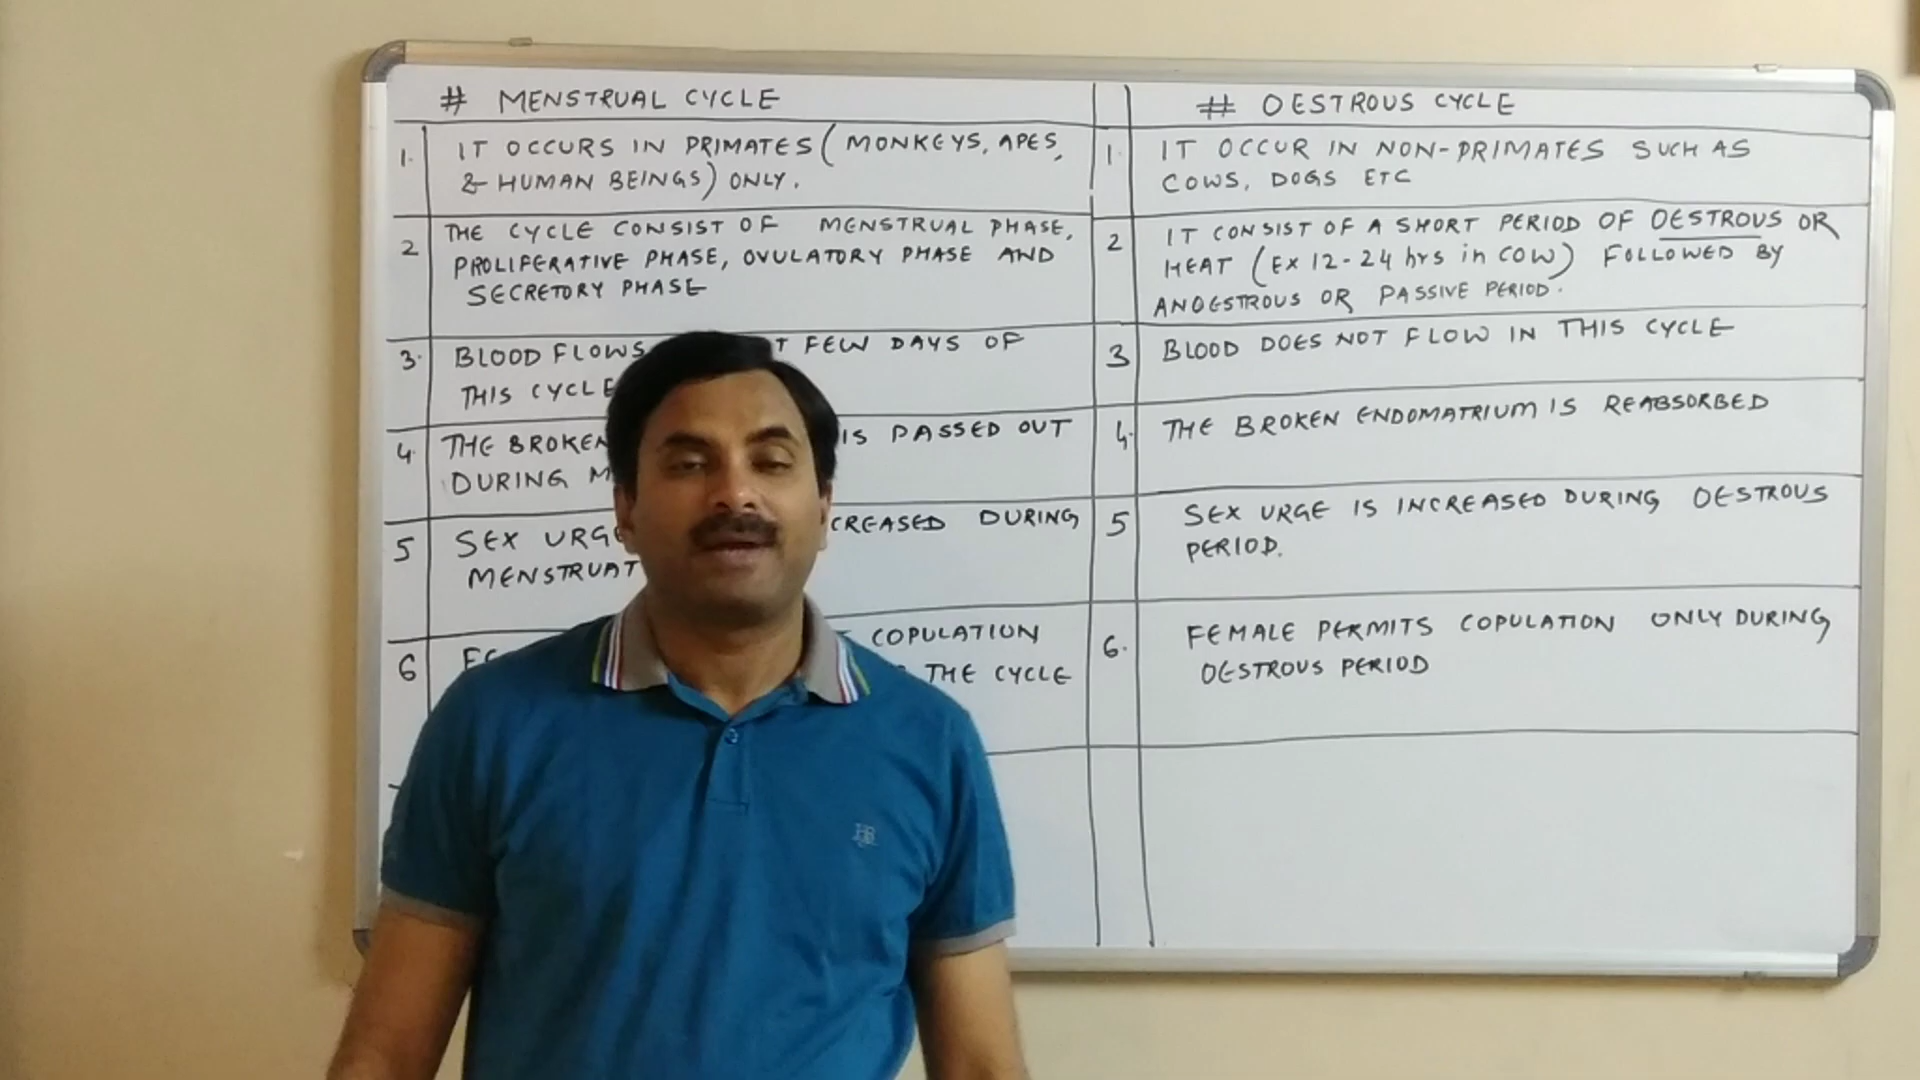 # MENSTRUAL CYCLE
1. IT OCCURS IN PRIMATES (MONKEYS, APES,
& HUMAN BEINGS) ONLY.
2 THE CYCLE CONSIST OF MENSTRUAL PHASE,
PROLIFERATIVE PHASE, OVULATORY PHASE AND
SECRETORY PHASE
3. BLOOD FLOWS FEW DAYS OF
THIS CYCLE
4. THE BROKEN IS PASSED OUT
DURING
5 SEX URGE DURING
6 COPULATION
THE CYCLE
# OESTROUS CYCLE
1. IT OCCUR IN NON-PRIMATES SUCH AS
COWS, DOGS ETC
2 IT CONSIST OF A SHORT PERIOD OF OESTROUS OR
HEAT (EX 12-24 hrs in COW) FOLLOWED BY
ANOESTROUS OR PASSIVE PERIOD.
3 BLOOD DOES NOT FLOW IN THIS CYCLE
4. THE BROKEN ENDOMATRIUM IS REABSORBED
5 SEX URGE IS INCREASED DURING OESTROUS
PERIOD.
6. FEMALE PERMITS COPULATION ONLY DURING
OESTROUS PERIOD